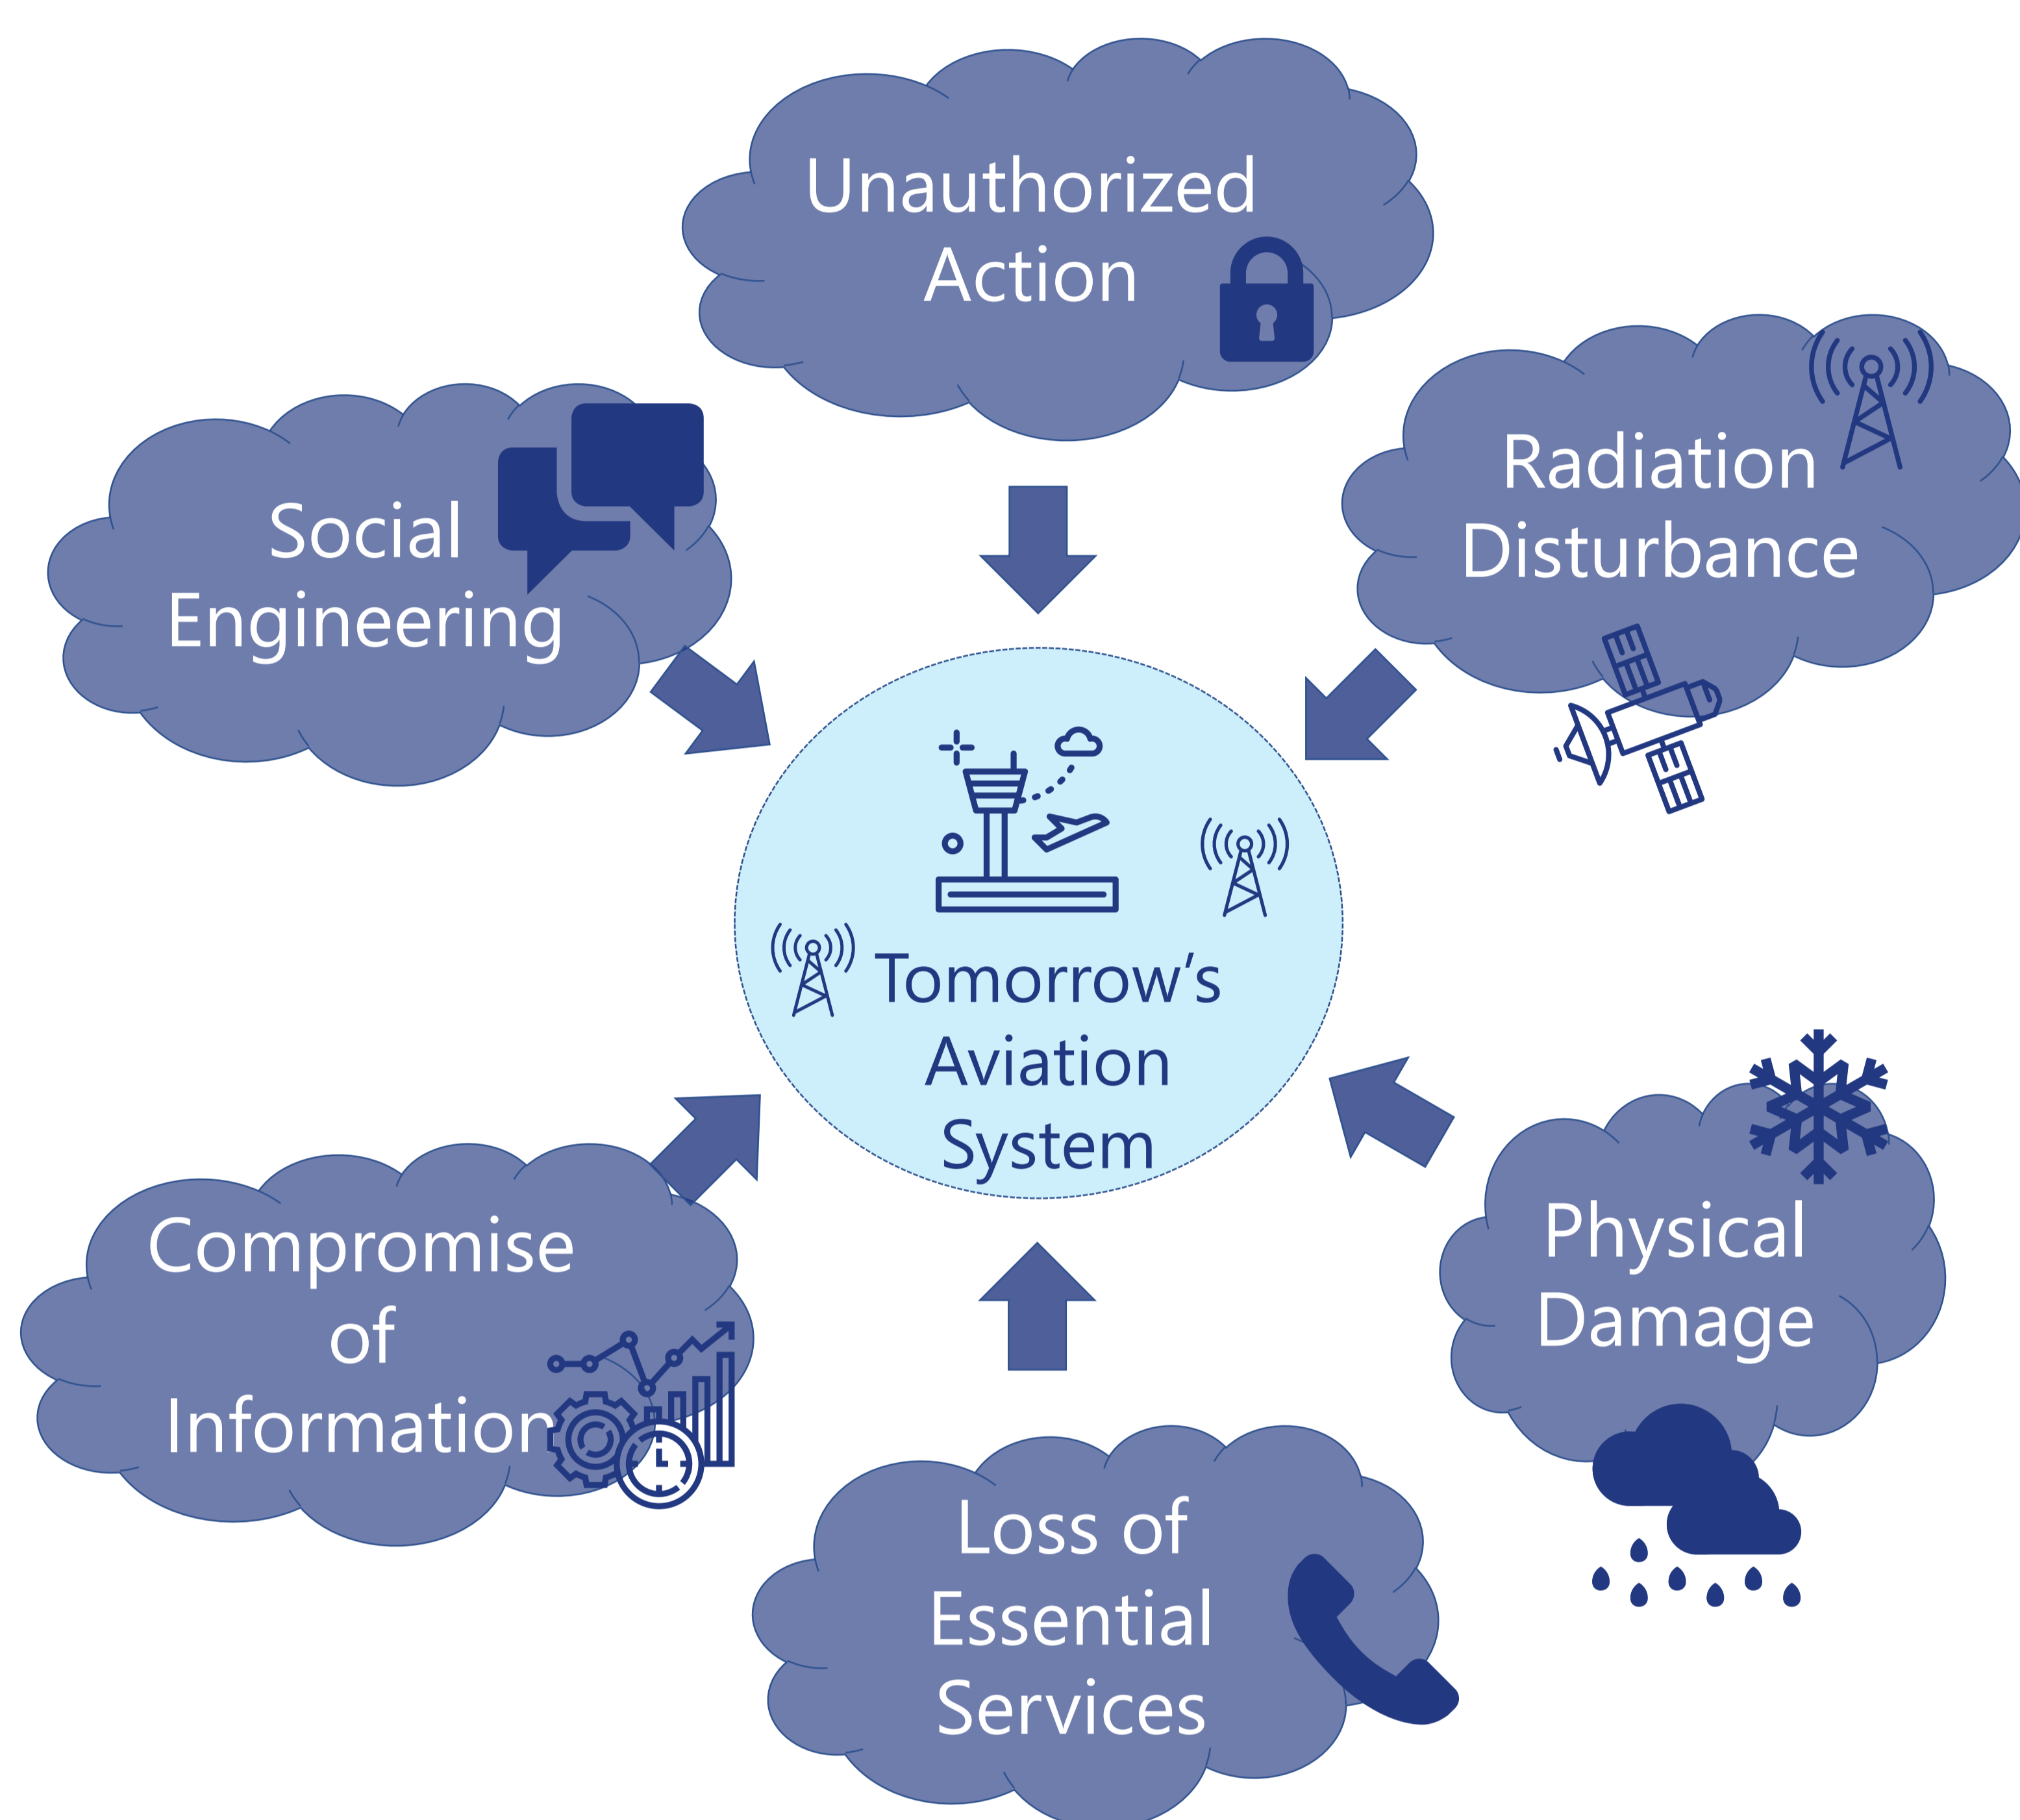 Unauthorized
Action
Radiation
Disturbance
Social
Engineering
Tomorrow's
Aviation
System
Physical
Damage
Compromise
of
Information
Loss of
Essential
Services